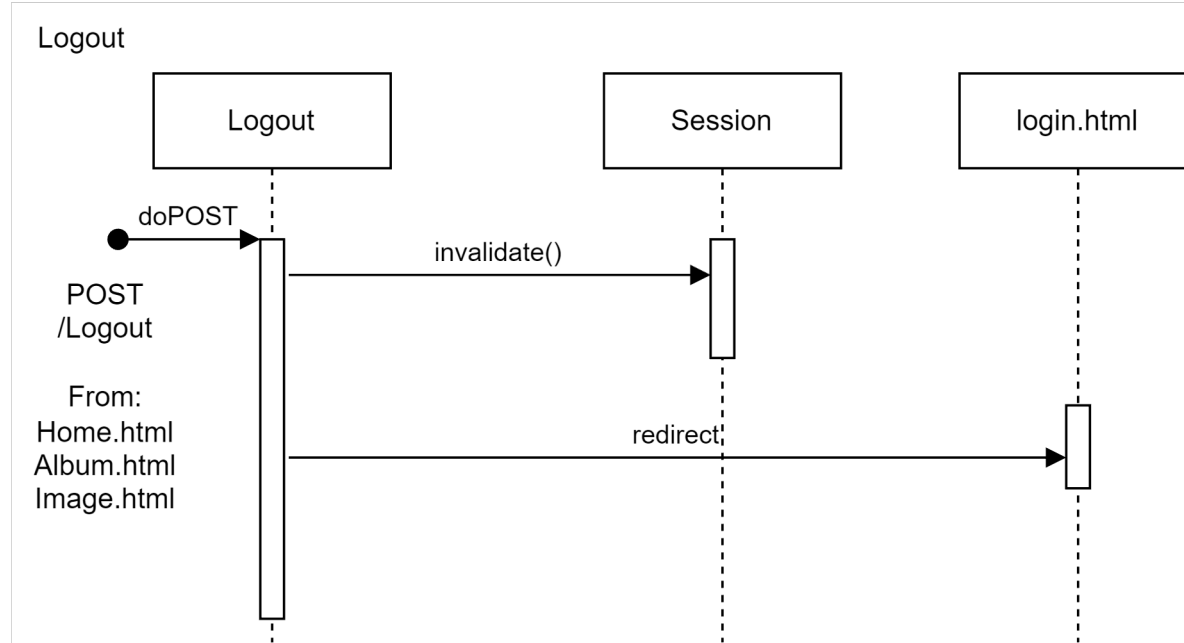 Logout
Logout
Session
login.html
doPOST
invalidate()
POST
/Logout
From:
Home.html
Album.html
Image.html
redirect